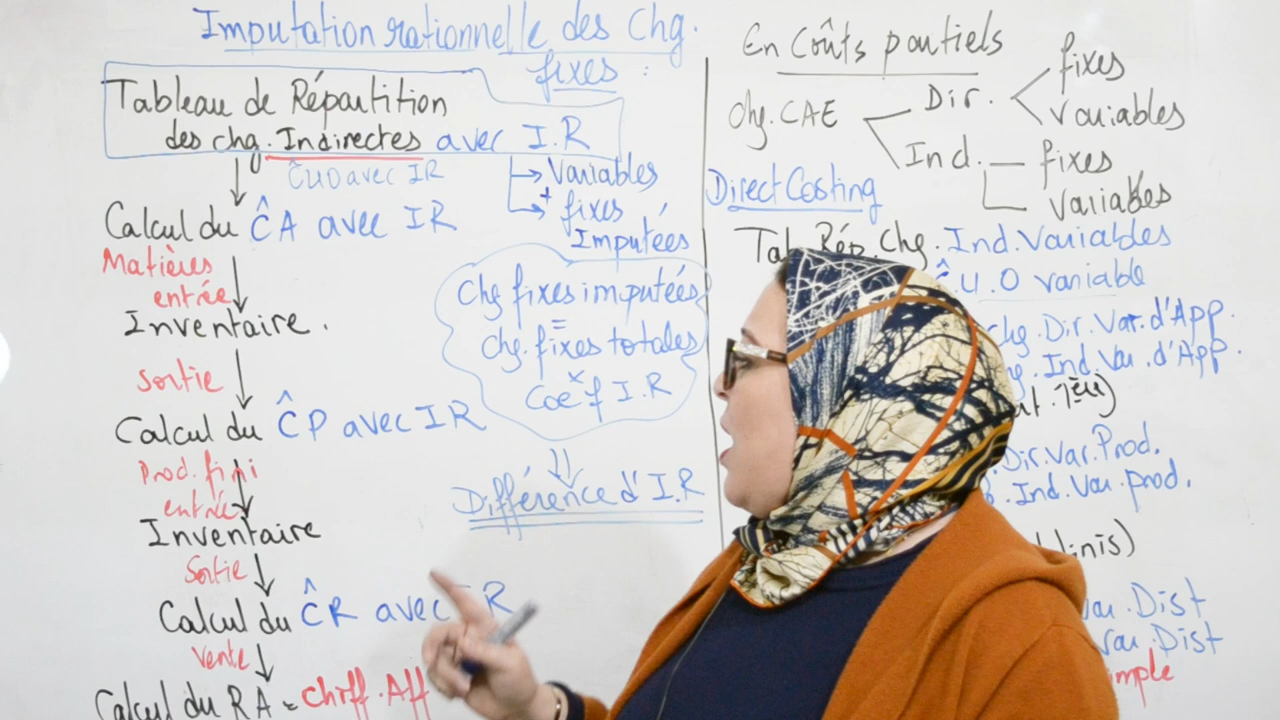 Imputation rationnelle des Chg.
fixes :
Tableau de Répartition
des chg. Indirectes avec I.R
ĈUO avec IR
Variables
+ fixes
Imputées
Calcul du ĈA avec IR
Matières
entrée
Inventaire.
sortie
Calcul du ĈP avec IR
Prod. fini
entrée
Inventaire
Sortie
Calcul du ĈR avec R
Vente
Calcul du RA = Chiff.Aff
Chg fixes imputées
=
Chg. fixes totales
x
Coef I.R
Différence d'I.R
En Coûts partiels
Chg. CAE
Dir.
fixes
Variables
Ind.
fixes
Variables
Direct Costing
Tab. Rép. Chg. Ind. Variables
.U.O variable
chg. Dir. Var. d'App.
. Ind. Var. d'App.
. 1ère)
Dir. Var. Prod.
. Ind. Var. prod.
Dist
Var. Dist